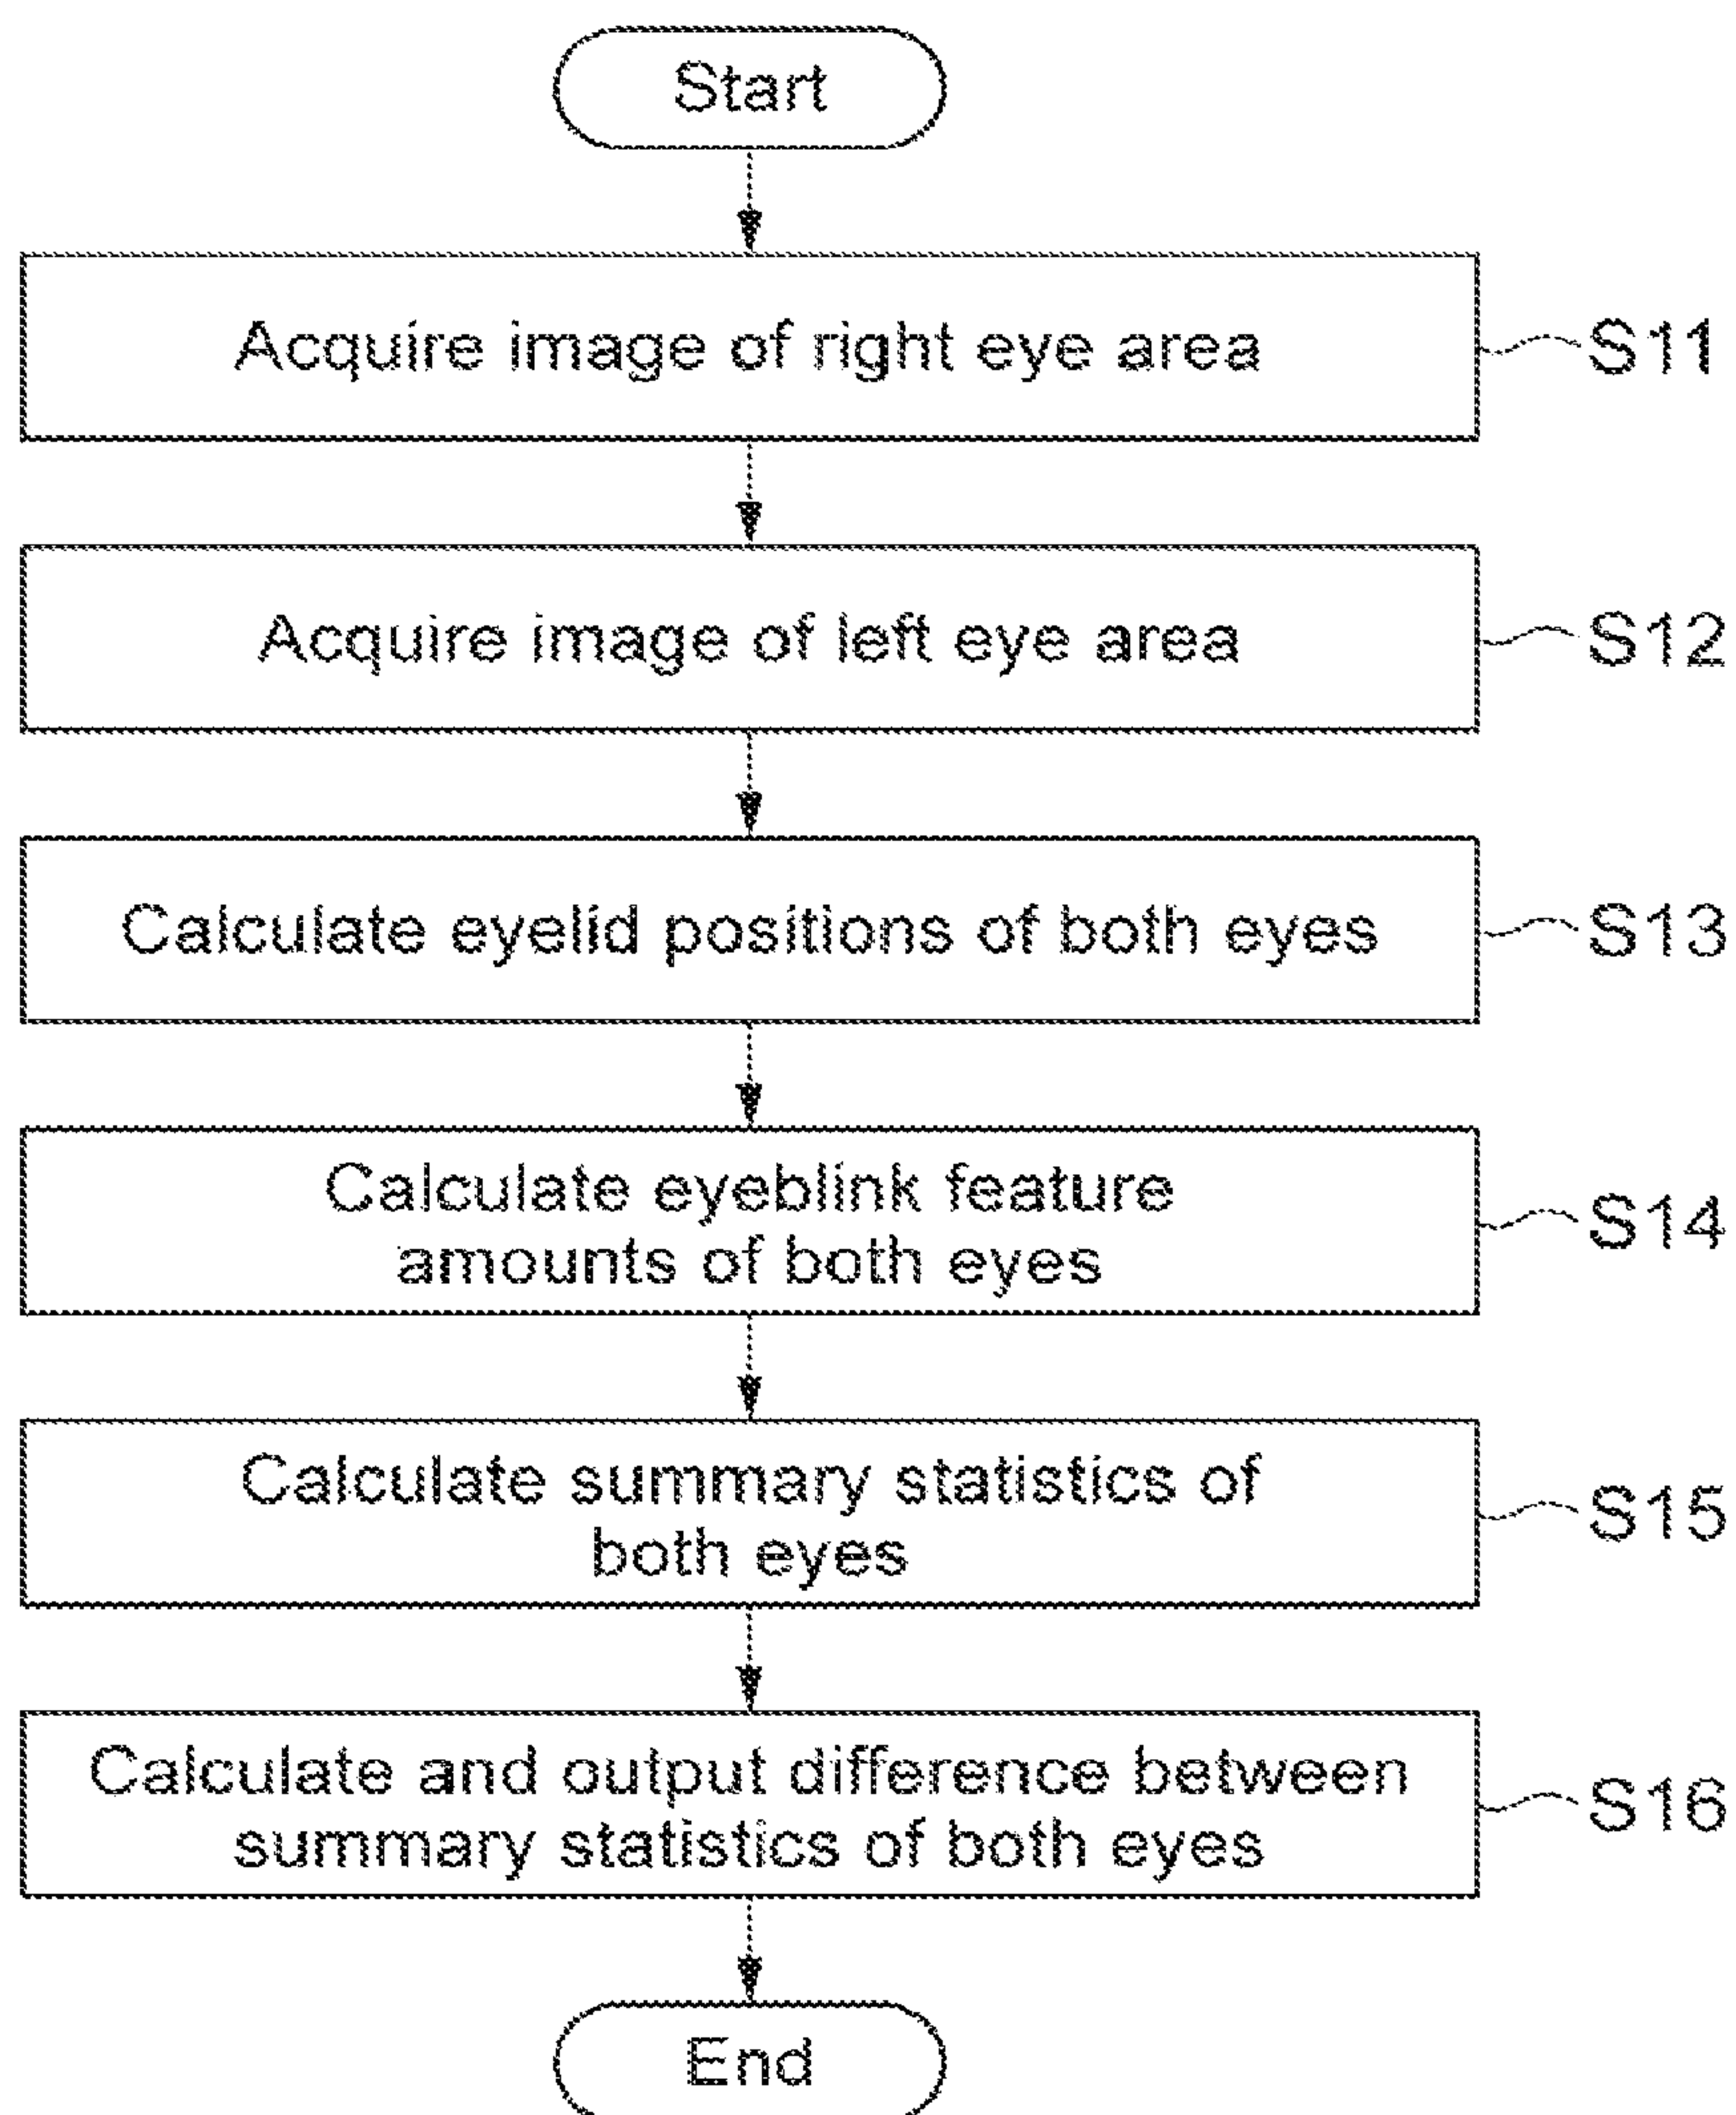 Start
Acquire image of right eye area
S11
Acquire image of left eye area
S12
Calculate eyelid positions of both eyes
S13
Calculate eyeblink feature
amounts of both eyes
S14
Calculate summary statistics of
both eyes
S15
Calculate and output difference between
summary statistics of both eyes
S16
End